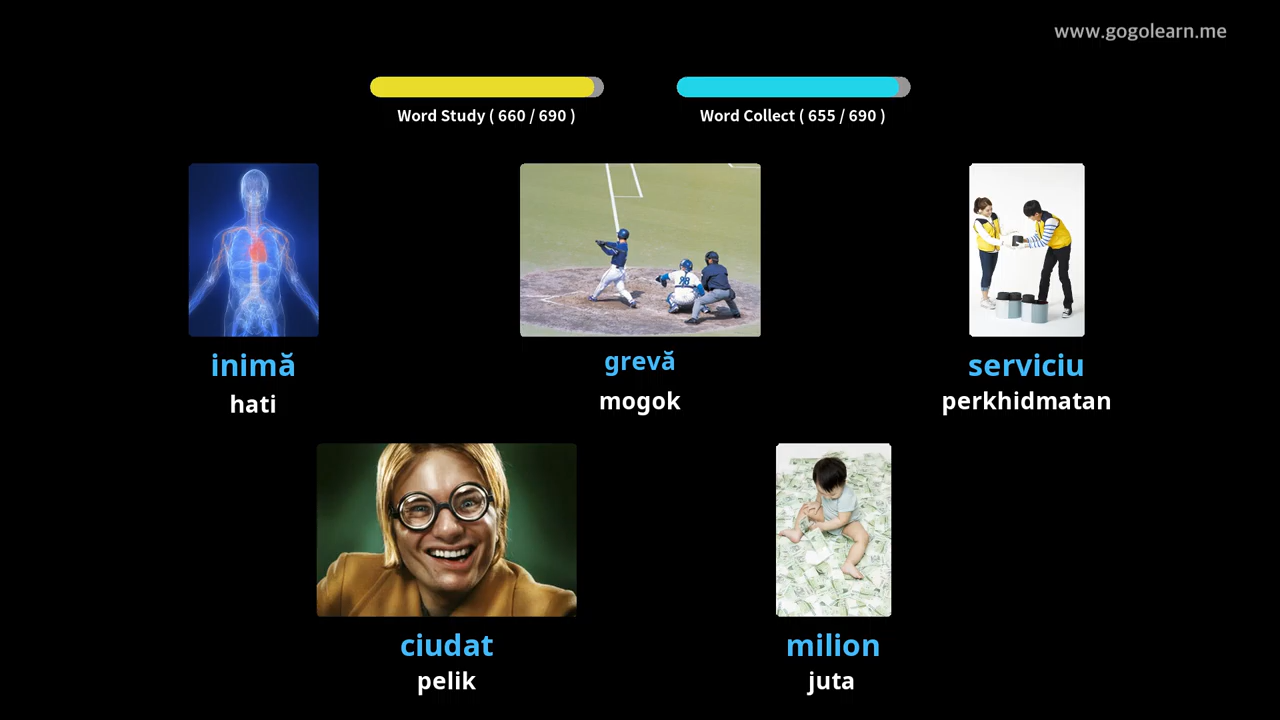 www.gogolearn.me
Word Study ( 660 / 690 )
Word Collect ( 655 / 690 )
inimă
hati
grevă
mogok
serviciu
perkhidmatan
ciudat
pelik
milion
juta